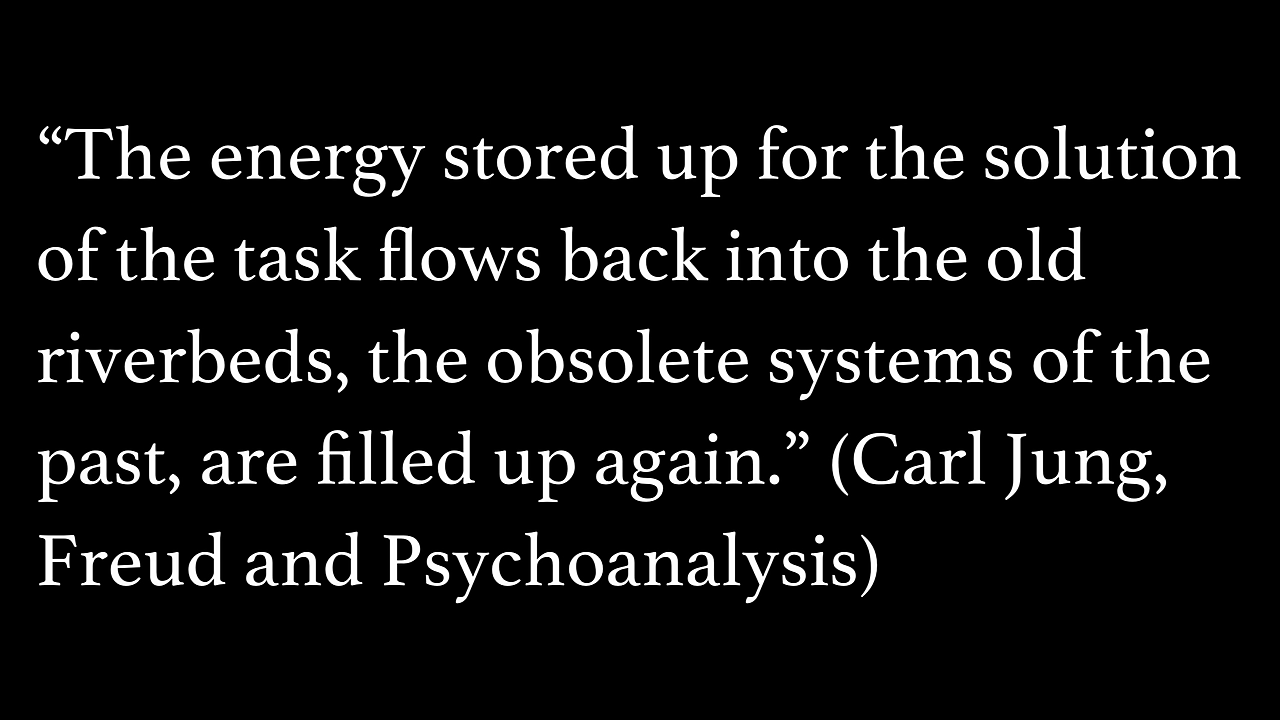 “The energy stored up for the solution
of the task flows back into the old
riverbeds, the obsolete systems of the
past, are filled up again.” (Carl Jung,
Freud and Psychoanalysis)